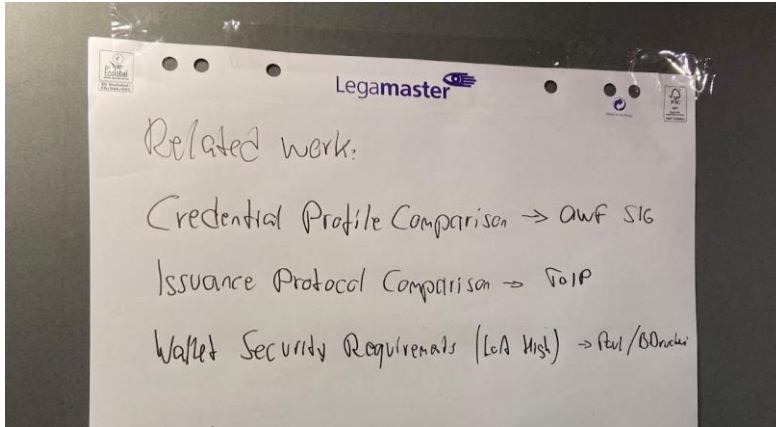 Legamaster
Related work:
Credential Profile Comparison → OWF SIG
Issuance Protocol Comparison → ToIP
Wallet Security Requirements (LoA High) → Paul/